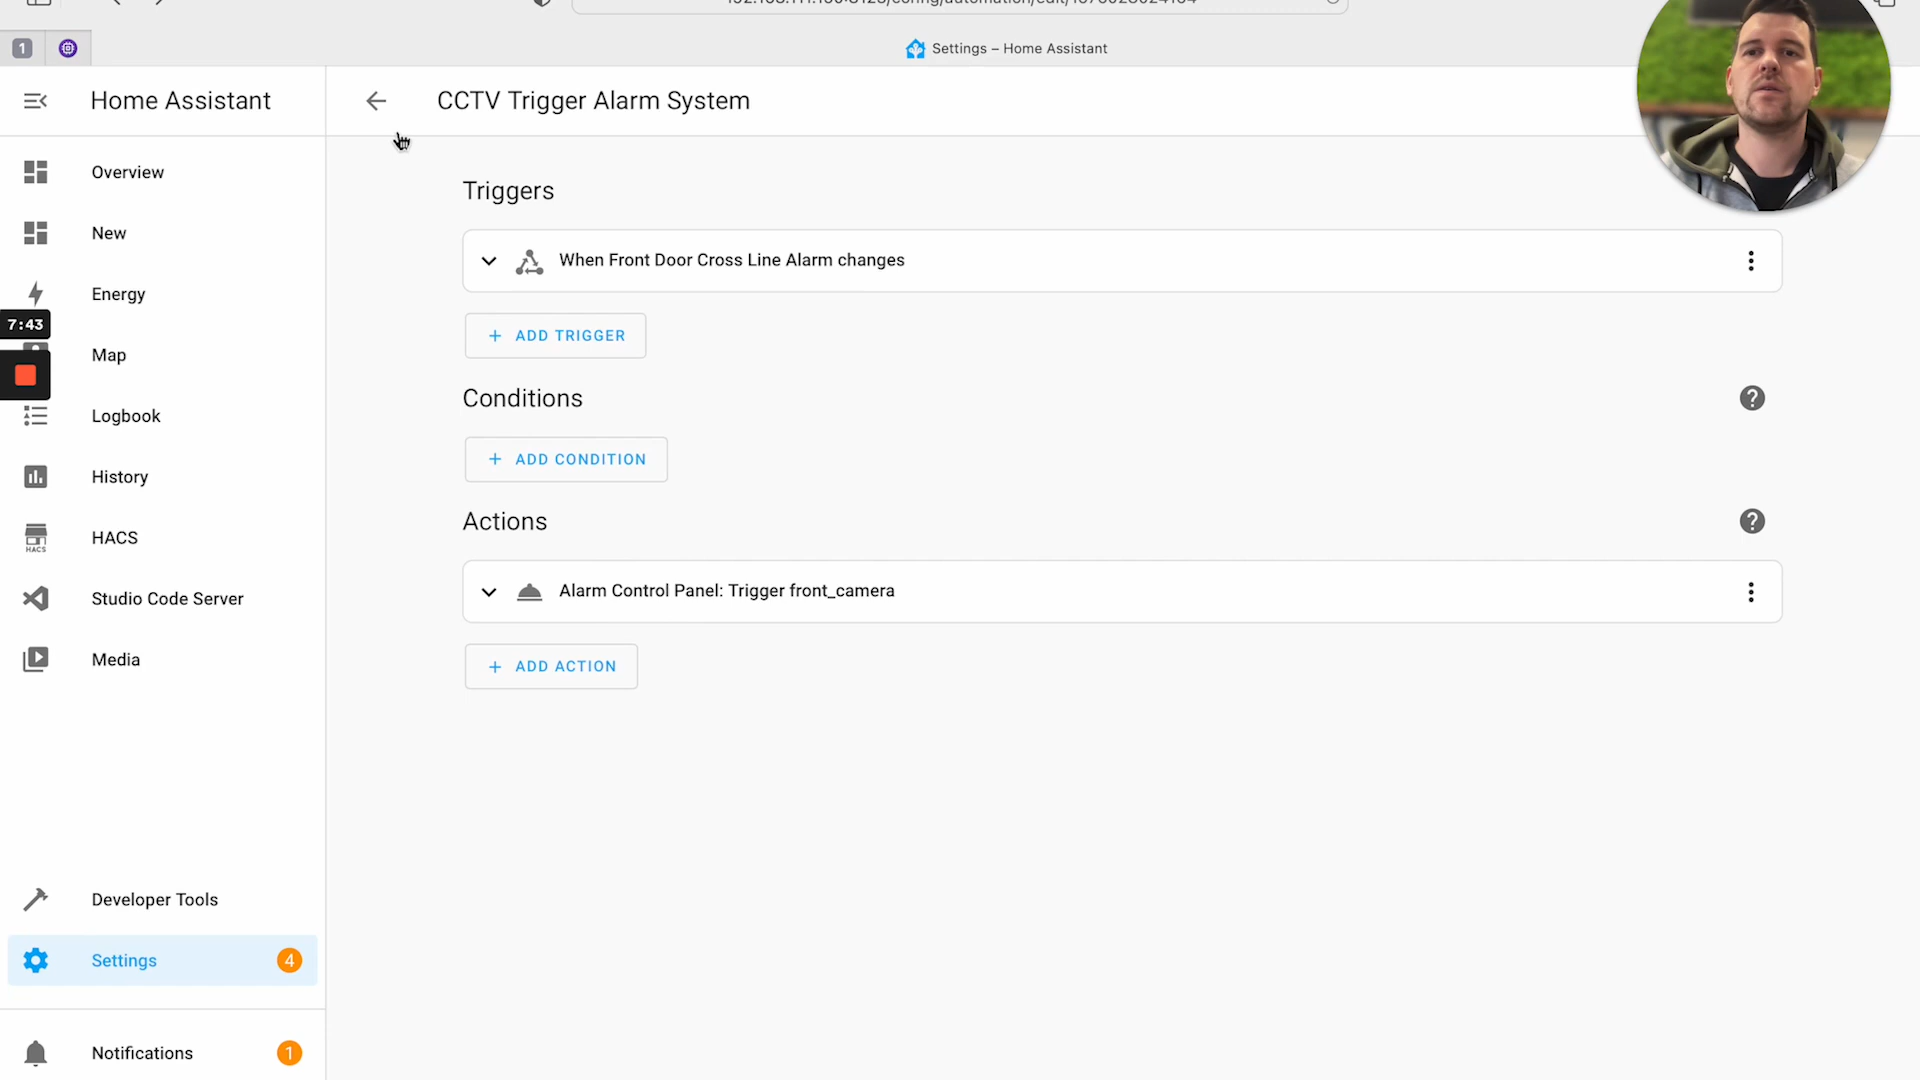 1
Settings – Home Assistant
Home Assistant
CCTV Trigger Alarm System
Overview
New
Energy
7:43
Map
Logbook
History
HACS
HACS
Studio Code Server
Media
Developer Tools
Settings
4
Notifications
1
Triggers
When Front Door Cross Line Alarm changes
+ ADD TRIGGER
Conditions
?
+ ADD CONDITION
Actions
?
Alarm Control Panel: Trigger front_camera
+ ADD ACTION